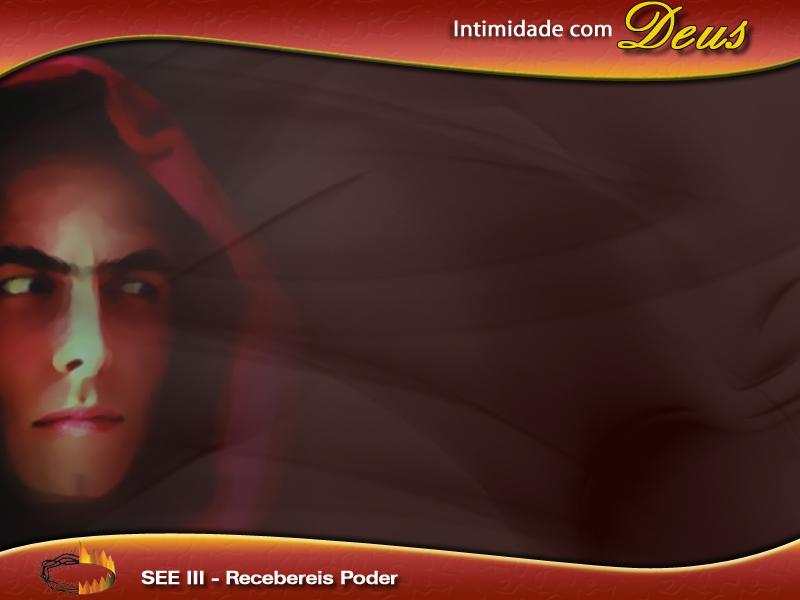 Intimidade com Deus
SEE III - Recebereis Poder